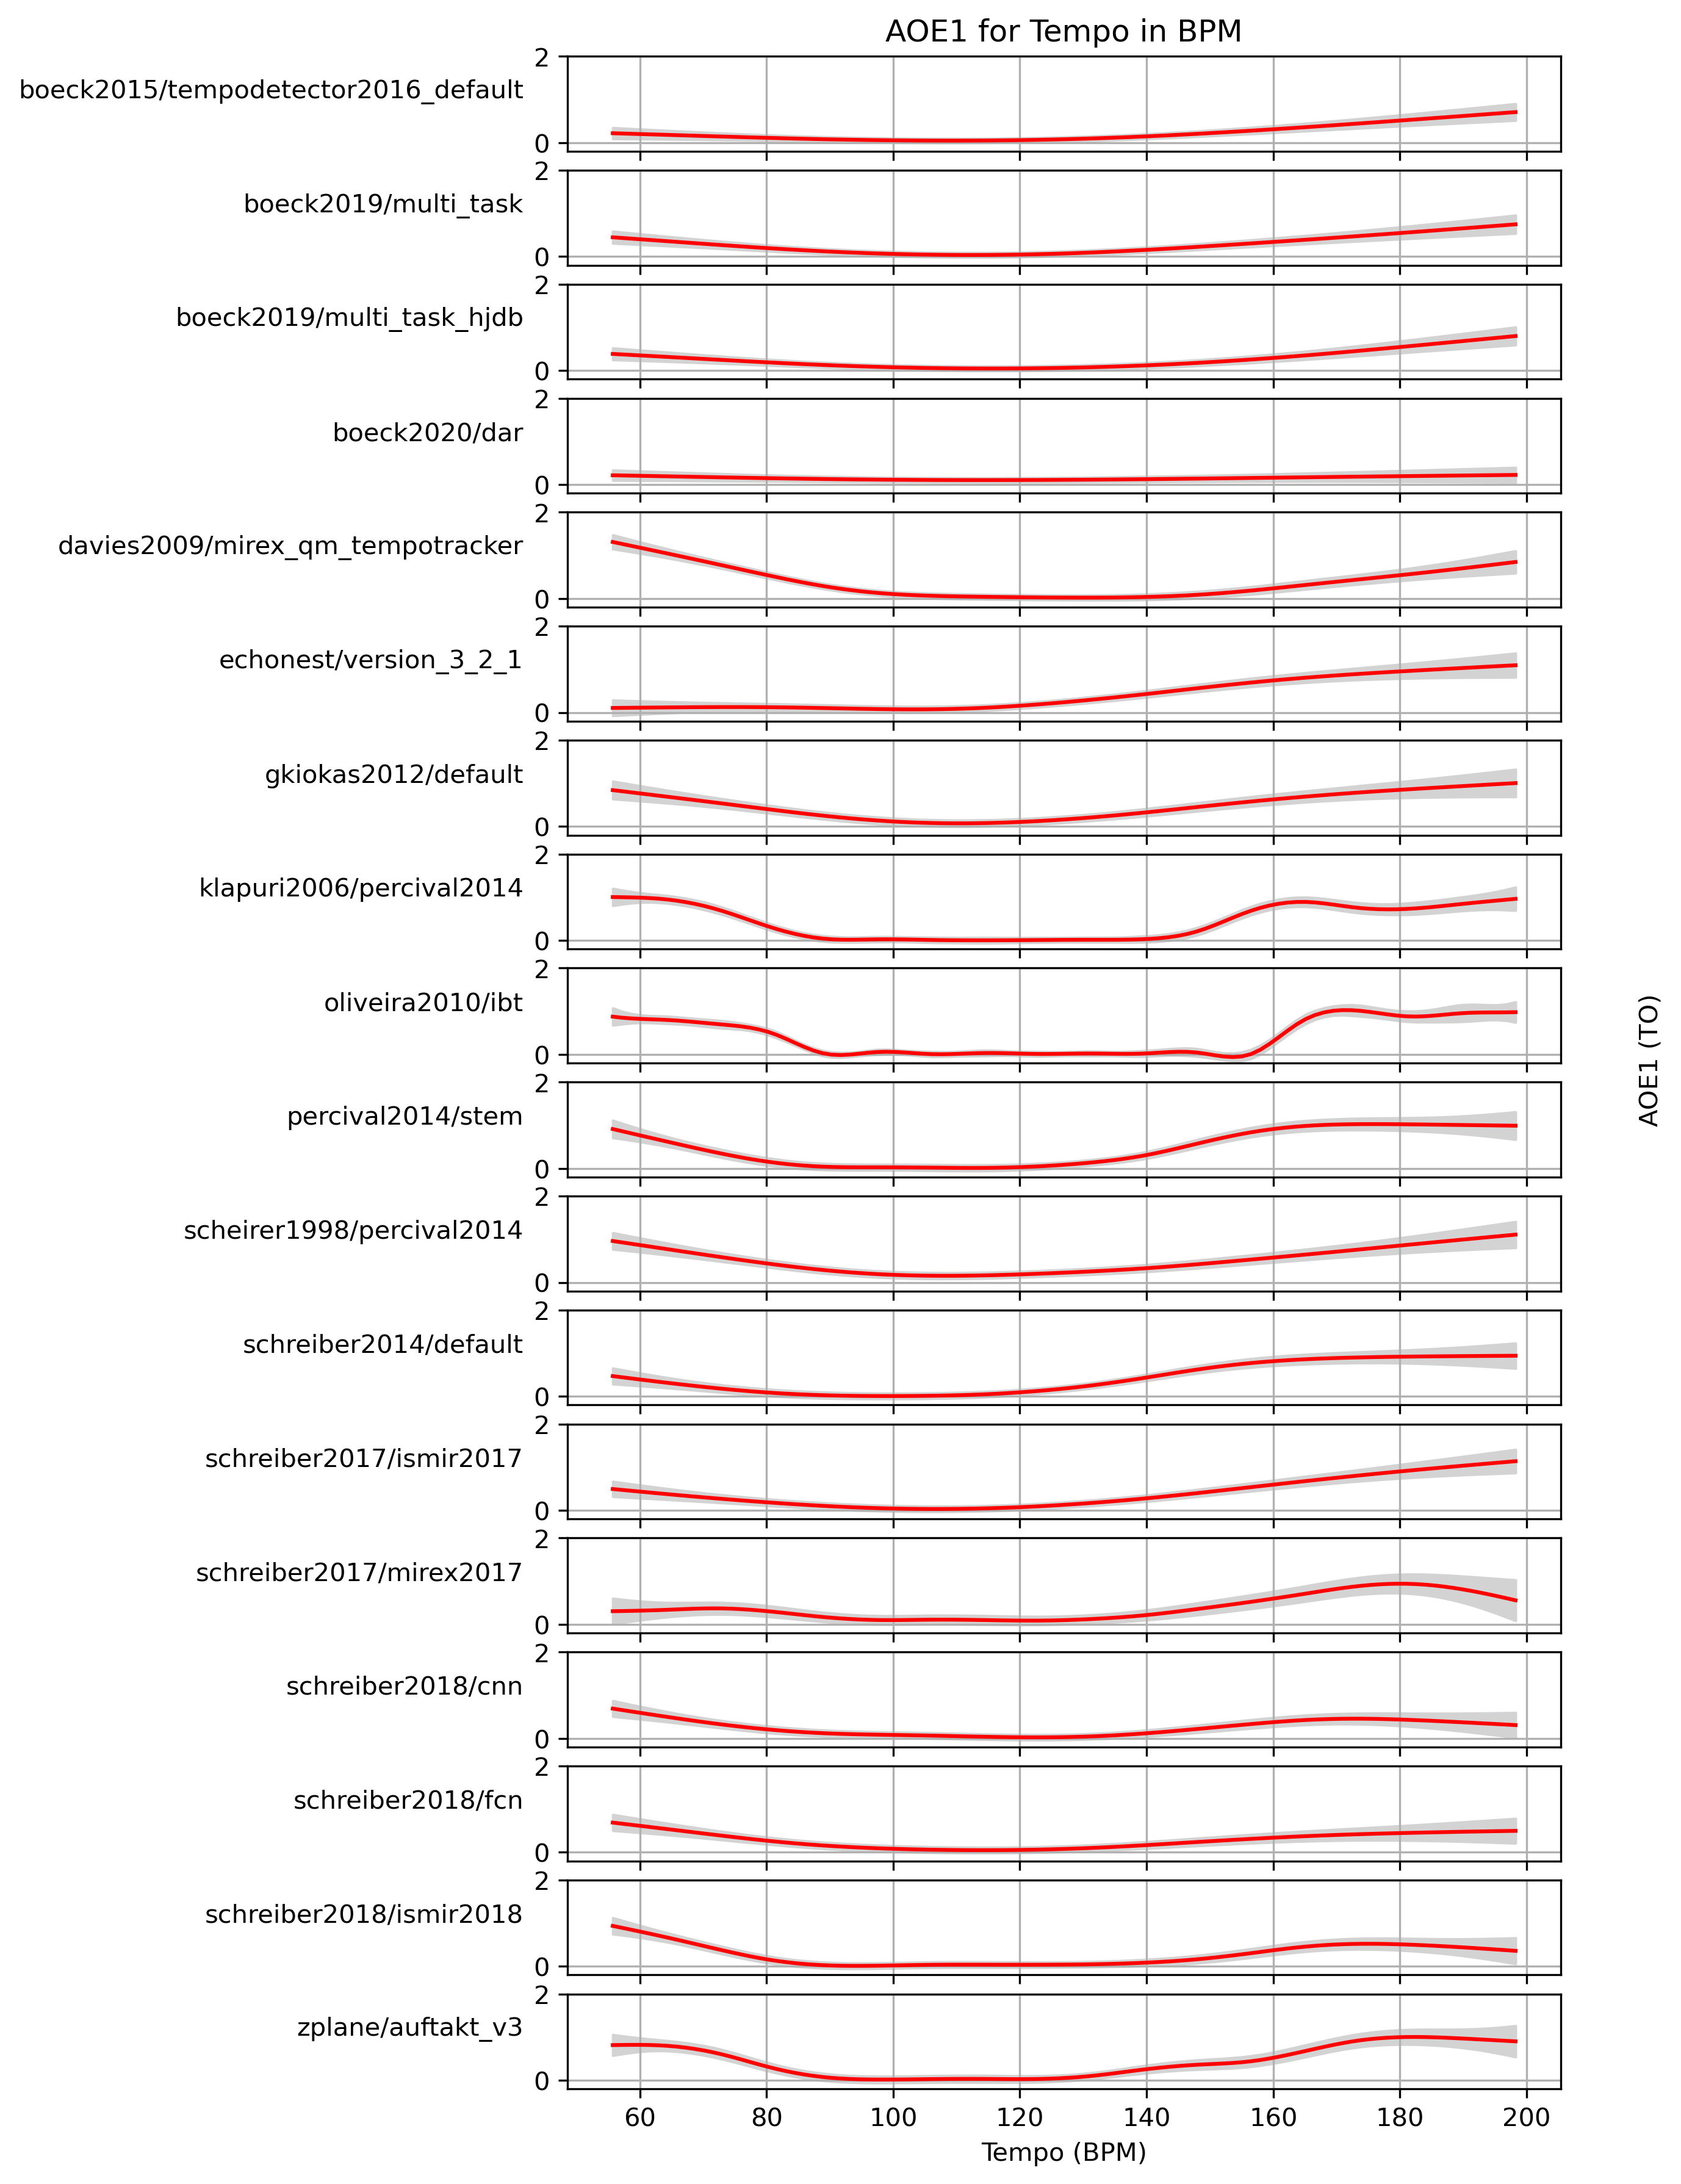 AOE1 for Tempo in BPM
2
boeck2015/tempodetector2016_default
0
2
boeck2019/multi_task
0
2
boeck2019/multi_task_hjdb
0
2
boeck2020/dar
0
2
davies2009/mirex_qm_tempotracker
0
2
echonest/version_3_2_1
0
2
gkiokas2012/default
0
2
klapuri2006/percival2014
0
2
oliveira2010/ibt
0
AOE1 (TO)
2
percival2014/stem
0
2
scheirer1998/percival2014
0
2
schreiber2014/default
0
2
schreiber2017/ismir2017
0
2
schreiber2017/mirex2017
0
2
schreiber2018/cnn
0
2
schreiber2018/fcn
0
2
schreiber2018/ismir2018
0
2
zplane/auftakt_v3
0
60 80 100 120 140 160 180 200
Tempo (BPM)